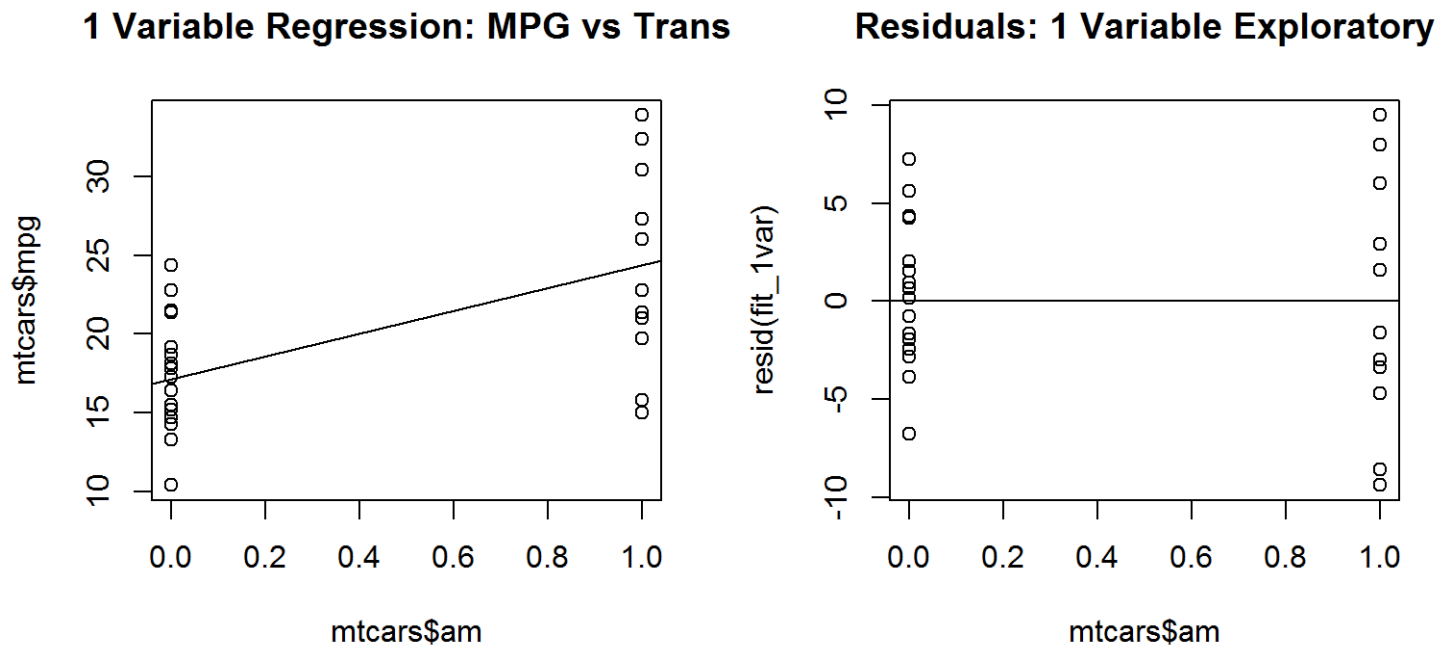 1 Variable Regression: MPG vs Trans
mtcars$mpg
30
25
20
15
10
0.0 0.2 0.4 0.6 0.8 1.0
mtcars$am
Residuals: 1 Variable Exploratory
resid(fit_1var)
10
5
0
-5
-10
0.0 0.2 0.4 0.6 0.8 1.0
mtcars$am